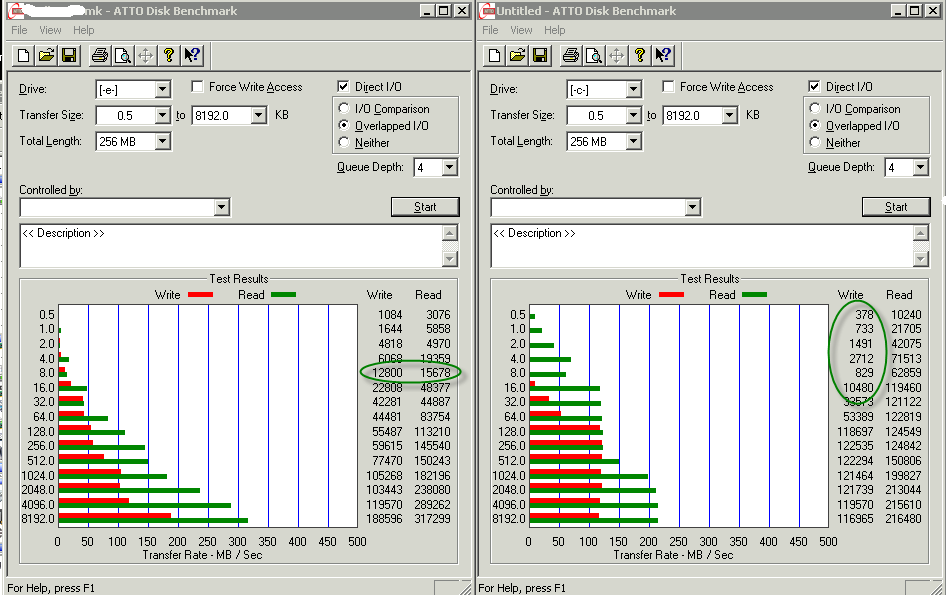 mk - ATTO Disk Benchmark
File View Help
Drive: [-e-] Force Write Access Direct I/O
Transfer Size: 0.5 to 8192.0 KB I/O Comparison
Overlapped I/O
Total Length: 256 MB Neither
Queue Depth: 4
Controlled by:
Start
<< Description >>
Test Results
Write Read Write Read
0.5 1084 3076
1.0 1644 5858
2.0 4818 4970
4.0 6068 19359
8.0 12800 15678
16.0 22808 48377
32.0 42281 44887
64.0 44481 83754
128.0 55487 113210
256.0 59615 145540
512.0 77470 150243
1024.0 105268 182196
2048.0 103443 238080
4096.0 119570 289262
8192.0 188596 317299
0 50 100 150 200 250 300 350 400 450 500
Transfer Rate - MB / Sec
For Help, press F1
Untitled - ATTO Disk Benchmark
File View Help
Drive: [-c-] Force Write Access Direct I/O
Transfer Size: 0.5 to 8192.0 KB I/O Comparison
Overlapped I/O
Total Length: 256 MB Neither
Queue Depth: 4
Controlled by:
Start
<< Description >>
Test Results
Write Read Write Read
0.5 378 10240
1.0 733 21705
2.0 1491 42075
4.0 2712 71513
8.0 829 62859
16.0 10480 119460
32.0 33573 121122
64.0 53389 122819
128.0 118697 124549
256.0 122535 124842
512.0 122294 150806
1024.0 121464 199827
2048.0 121739 213044
4096.0 119570 215610
8192.0 116965 216480
0 50 100 150 200 250 300 350 400 450 500
Transfer Rate - MB / Sec
For Help, press F1